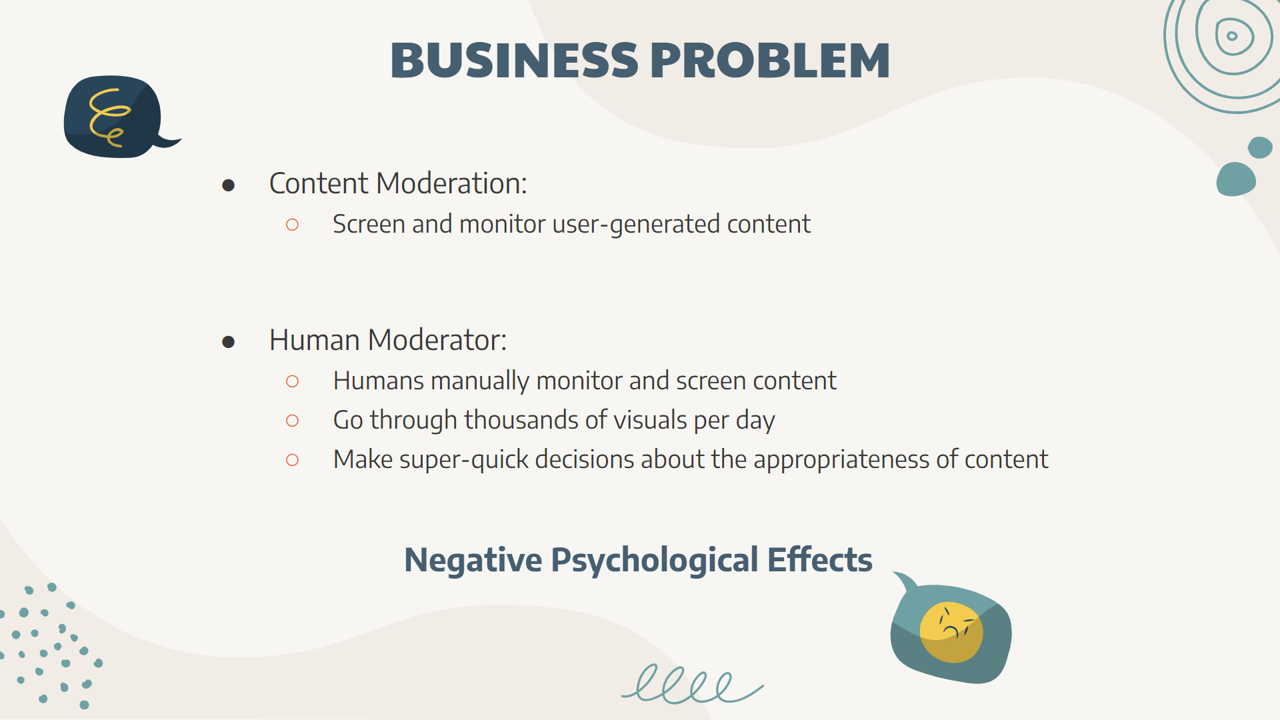 BUSINESS PROBLEM
● Content Moderation:
○ Screen and monitor user-generated content
● Human Moderator:
○ Humans manually monitor and screen content
○ Go through thousands of visuals per day
○ Make super-quick decisions about the appropriateness of content
Negative Psychological Effects